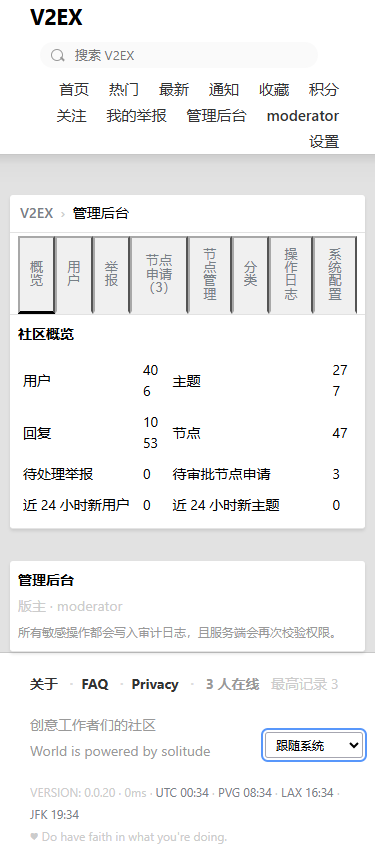 V2EX
搜索 V2EX
首页 热门 最新 通知 收藏 积分
关注 我的举报 管理后台 moderator
设置
V2EX › 管理后台
概览 用户 举报 节点申请 (3) 节点管理 分类 操作日志 系统配置
社区概览
用户 406 主题 277
回复 1053 节点 47
待处理举报 0 待审批节点申请 3
近 24 小时新用户 0 近 24 小时新主题 0
管理后台
版主 · moderator
所有敏感操作都会写入审计日志，且服务端会再次校验权限。
关于 · FAQ · Privacy · 3 人在线 最高记录 3
创意工作者们的社区
World is powered by solitude
跟随系统
VERSION: 0.0.20 · 0ms · UTC 00:34 · PVG 08:34 · LAX 16:34 ·
JFK 19:34
♥ Do have faith in what you're doing.